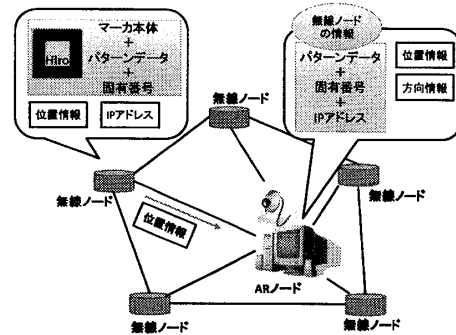 マーカ本体
+
パターンデータ
+
固有番号
Hiro
位置情報
IPアドレス
無線ノード
の情報
パターンデータ
+
固有番号
+
IPアドレス
位置情報
方向情報
無線ノード
無線ノード
無線ノード
位置情報
ARノード
無線ノード
無線ノード